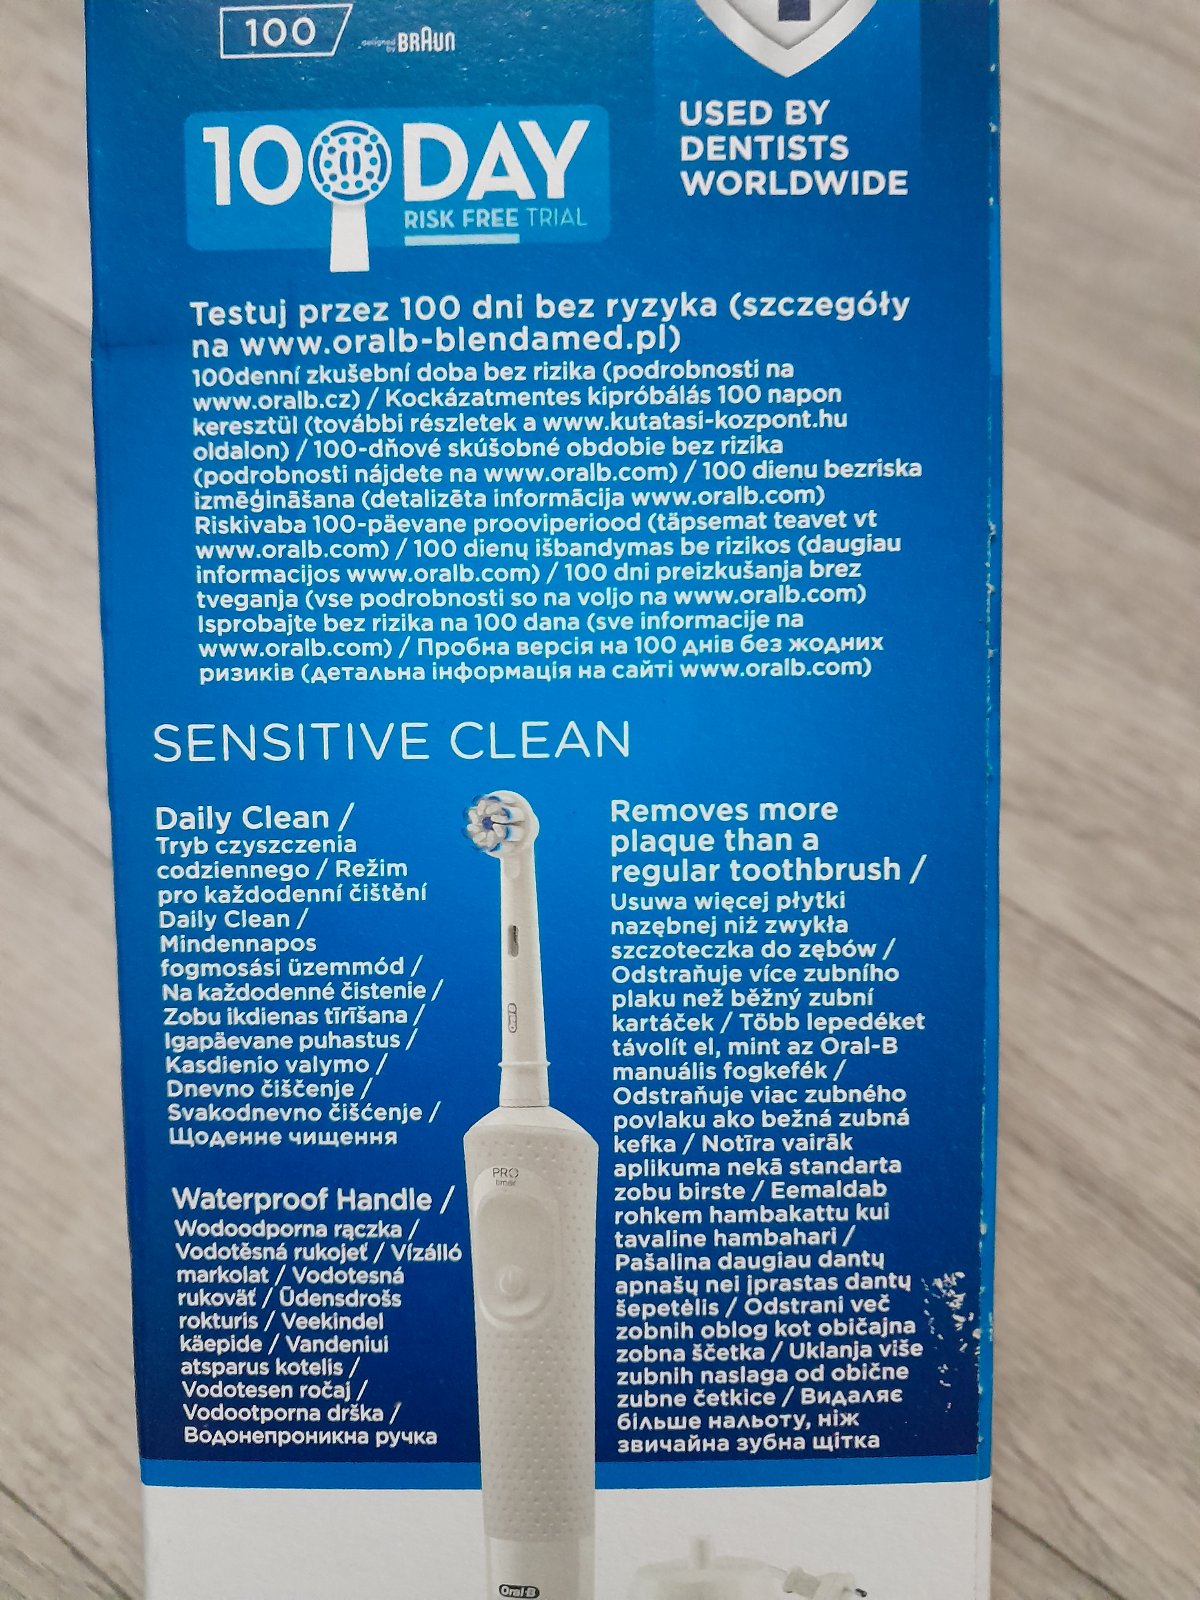 100
designed by BRAUN
USED BY
DENTISTS
WORLDWIDE
100 DAY
RISK FREE TRIAL
Testuj przez 100 dni bez ryzyka (szczegóły
na www.oralb-blendamed.pl)
100denní zkušební doba bez rizika (podrobnosti na
www.oralb.cz) / Kockázatmentes kipróbálás 100 napon
keresztül (további részletek a www.kutatasi-kozpont.hu
oldalon) / 100-dňové skúšobné obdobie bez rizika
(podrobnosti nájdete na www.oralb.com) / 100 dienu bezriska
izmēģināšana (detalizēta informācija www.oralb.com)
Riskivaba 100-päevane prooviperiood (täpsemat teavet vt
www.oralb.com) / 100 dienų išbandymas be rizikos (daugiau
informacijos www.oralb.com) / 100 dni preizkušanja brez
tveganja (vse podrobnosti so na voljo na www.oralb.com)
Isprobajte bez rizika na 100 dana (sve informacije na
www.oralb.com) / Пробна версія на 100 днів без жодних
ризиків (детальна інформація на сайті www.oralb.com)
SENSITIVE CLEAN
Daily Clean /
Tryb czyszczenia
codziennego / Režim
pro každodenní čištění
Daily Clean /
Mindennapos
fogmosási üzemmód /
Na každodenné čistenie /
Zobu ikdienas tīrīšana /
Igapäevane puhastus /
Kasdienio valymo /
Dnevno čiščenje /
Svakodnevno čišćenje /
Щоденне чищення
Waterproof Handle /
Wodoodporna rączka /
Vodotěsná rukojeť / Vízálló
markolat / Vodotesná
rukoväť / Ūdensdrošs
rokturis / Veekindel
käepide / Vandeniui
atsparus kotelis /
Vodotesen ročaj /
Vodootporna drška /
Водонепроникна ручка
Removes more
plaque than a
regular toothbrush /
Usuwa więcej płytki
nazębnej niż zwykła
szczoteczka do zębów /
Odstraňuje více zubního
plaku než běžný zubní
kartáček / Több lepedéket
távolít el, mint az Oral-B
manuális fogkefék /
Odstraňuje viac zubného
povlaku ako bežná zubná
kefka / Notīra vairāk
aplikuma nekā standarta
zobu birste / Eemaldab
rohkem hambakattu kui
tavaline hambahari /
Pašalina daugiau dantų
apnašų nei įprastas dantų
šepetėlis / Odstrani več
zobnih oblog kot običajna
zobna ščetka / Uklanja više
zubnih naslaga od obične
zubne četkice / Видаляє
більше нальоту, ніж
звичайна зубна щітка
PRO
timer
Oral-B